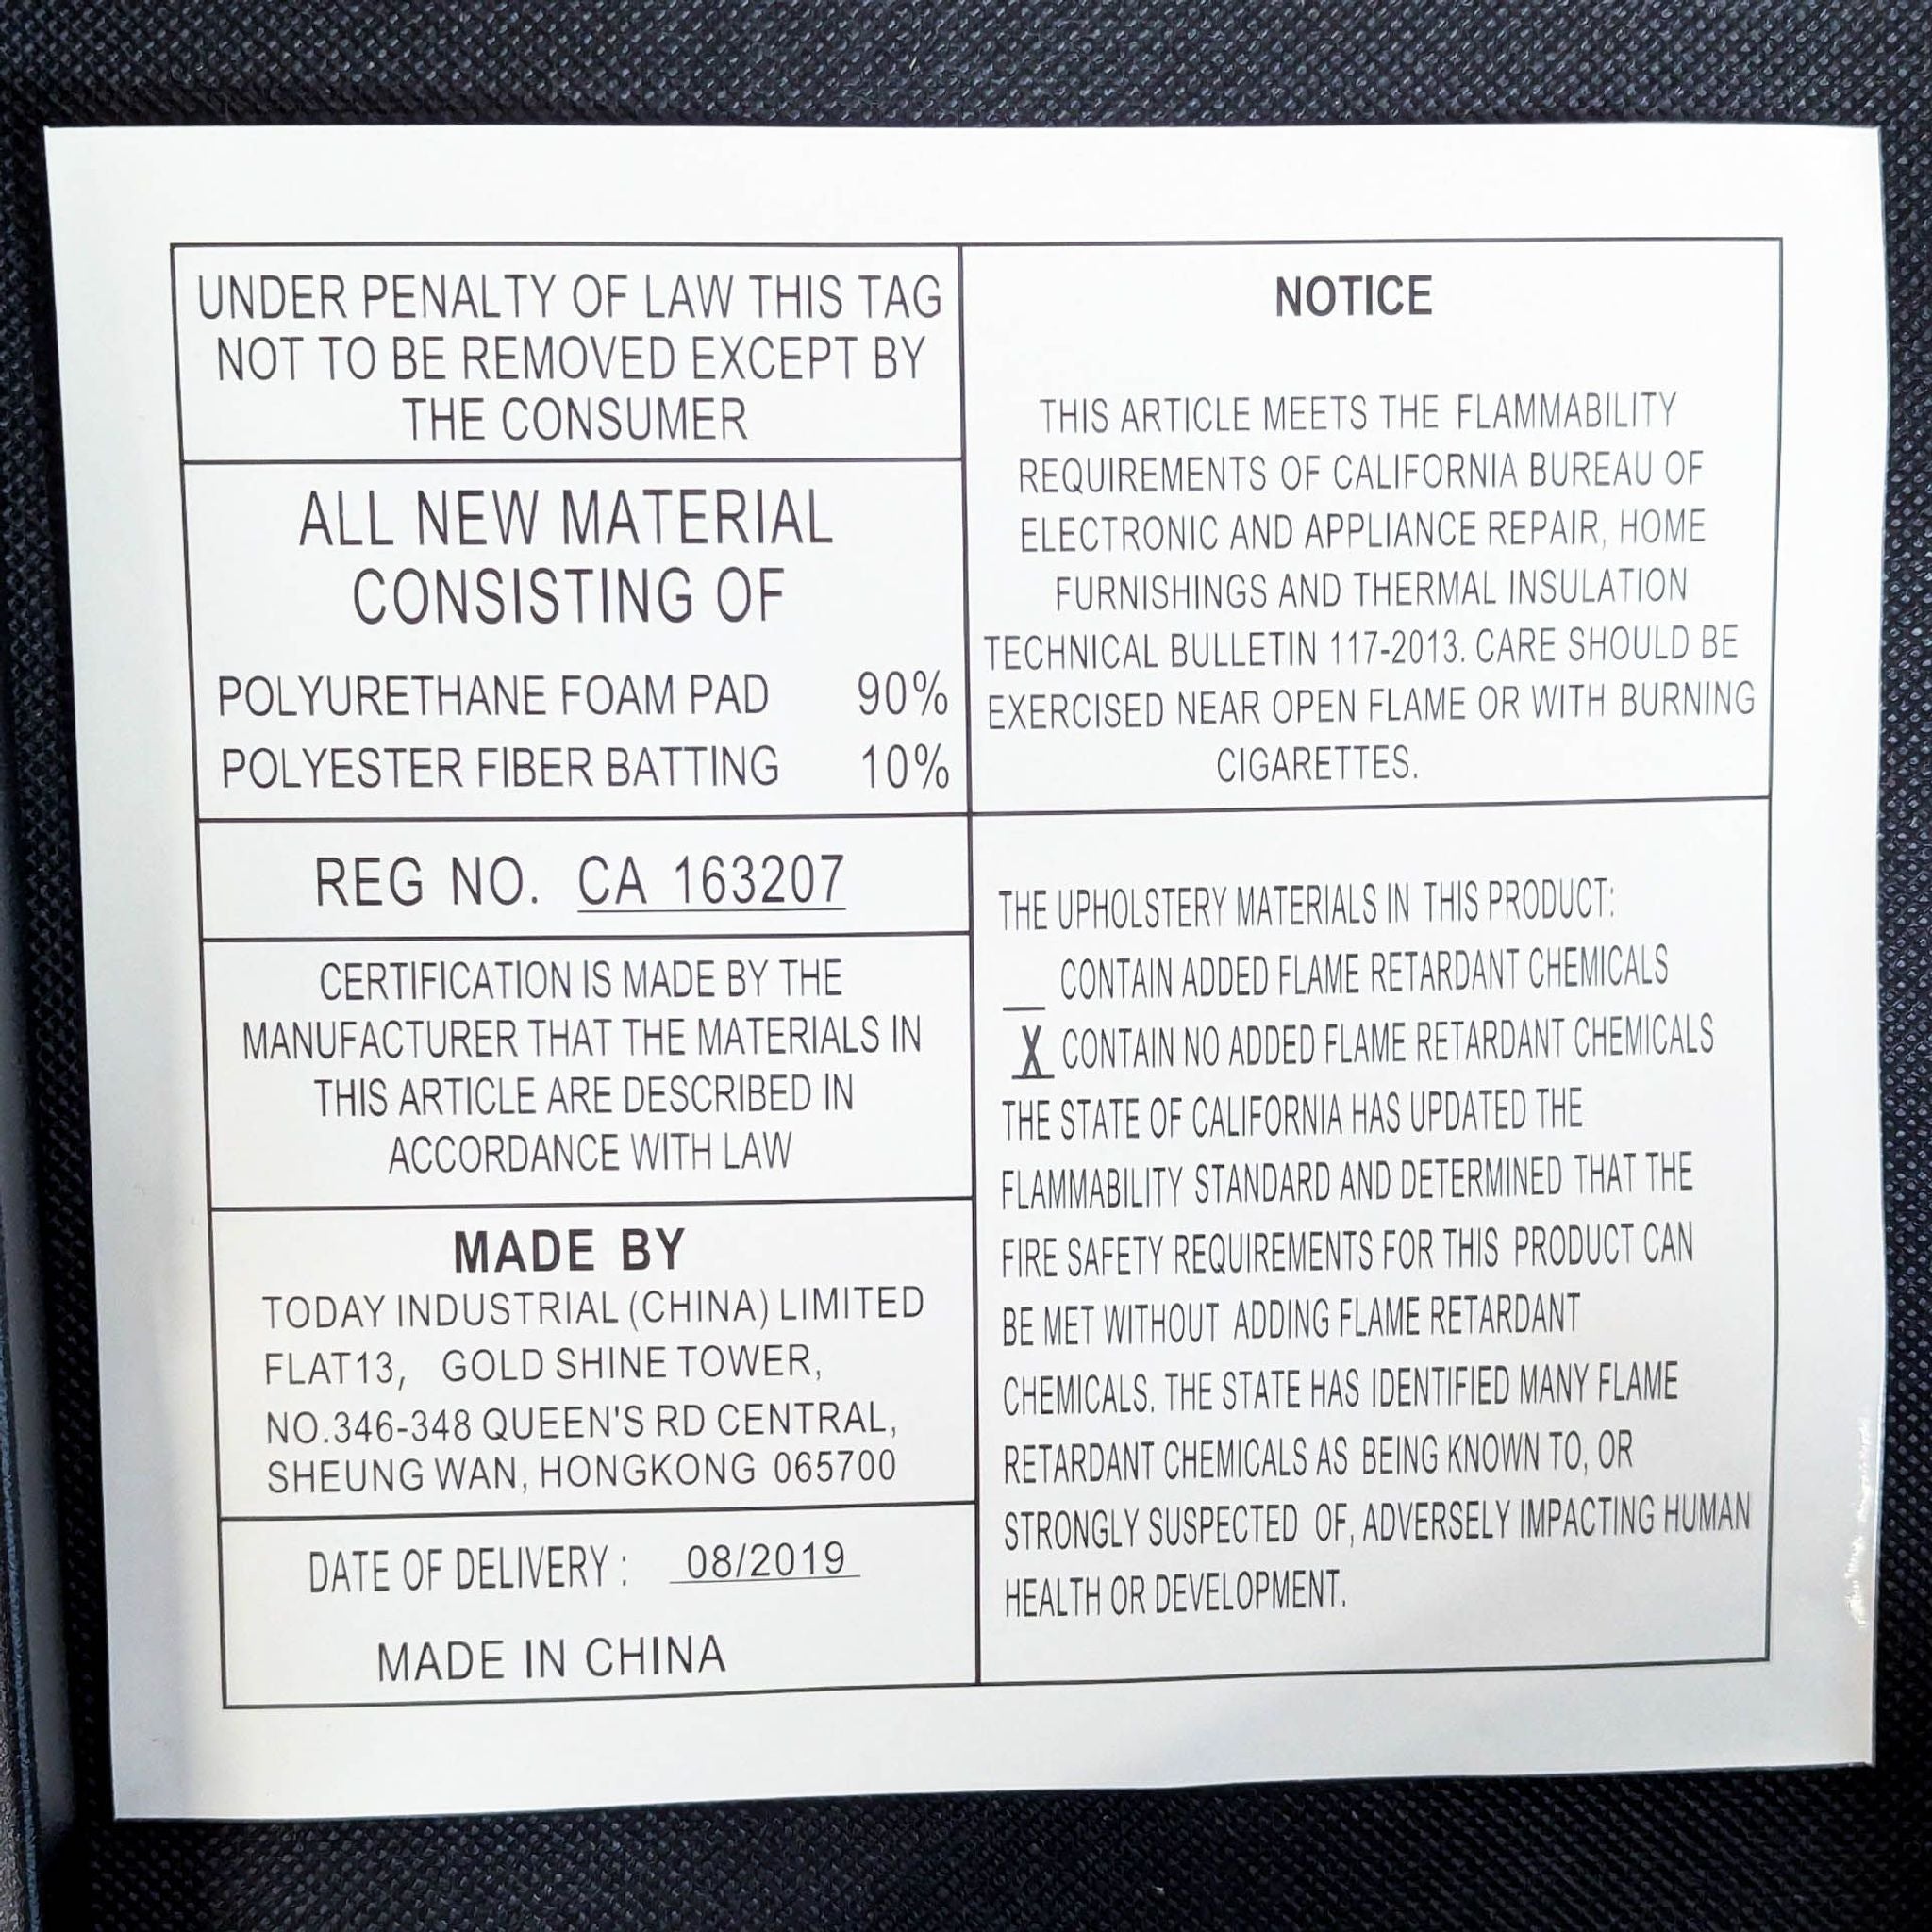 UNDER PENALTY OF LAW THIS TAG
NOT TO BE REMOVED EXCEPT BY
THE CONSUMER
ALL NEW MATERIAL
CONSISTING OF
POLYURETHANE FOAM PAD 90%
POLYESTER FIBER BATTING 10%
REG NO. CA 163207
CERTIFICATION IS MADE BY THE
MANUFACTURER THAT THE MATERIALS IN
THIS ARTICLE ARE DESCRIBED IN
ACCORDANCE WITH LAW
MADE BY
TODAY INDUSTRIAL (CHINA) LIMITED
FLAT13, GOLD SHINE TOWER,
NO.346-348 QUEEN'S RD CENTRAL,
SHEUNG WAN, HONGKONG 065700
DATE OF DELIVERY : 08/2019
MADE IN CHINA
NOTICE
THIS ARTICLE MEETS THE FLAMMABILITY
REQUIREMENTS OF CALIFORNIA BUREAU OF
ELECTRONIC AND APPLIANCE REPAIR, HOME
FURNISHINGS AND THERMAL INSULATION
TECHNICAL BULLETIN 117-2013. CARE SHOULD BE
EXERCISED NEAR OPEN FLAME OR WITH BURNING
CIGARETTES.
THE UPHOLSTERY MATERIALS IN THIS PRODUCT:
__ CONTAIN ADDED FLAME RETARDANT CHEMICALS
X CONTAIN NO ADDED FLAME RETARDANT CHEMICALS
THE STATE OF CALIFORNIA HAS UPDATED THE
FLAMMABILITY STANDARD AND DETERMINED THAT THE
FIRE SAFETY REQUIREMENTS FOR THIS PRODUCT CAN
BE MET WITHOUT ADDING FLAME RETARDANT
CHEMICALS. THE STATE HAS IDENTIFIED MANY FLAME
RETARDANT CHEMICALS AS BEING KNOWN TO, OR
STRONGLY SUSPECTED OF, ADVERSELY IMPACTING HUMAN
HEALTH OR DEVELOPMENT.